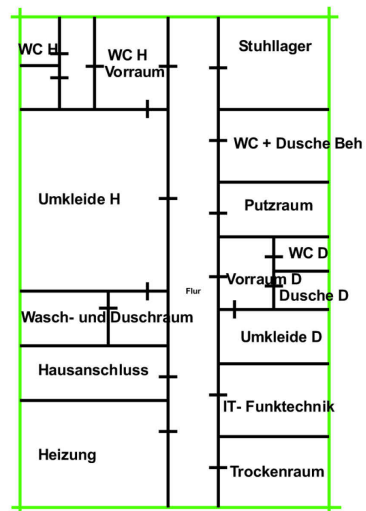 WC H
WC H
Vorraum
Umkleide H
Wasch- und Duschraum
Hausanschluss
Heizung
Flur
Stuhllager
WC + Dusche Beh
Putzraum
WC D
Vorraum D
Dusche D
Umkleide D
IT- Funktechnik
Trockenraum